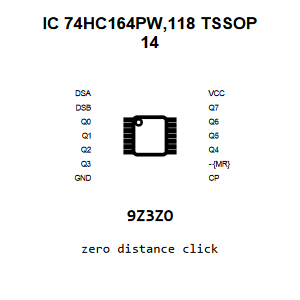 IC 74HC164PW,118 TSSOP
14
DSA VCC
DSB Q7
Q0 Q6
Q1 Q5
Q2 Q4
Q3 ~{MR}
GND CP
9Z3Z0
zero distance click